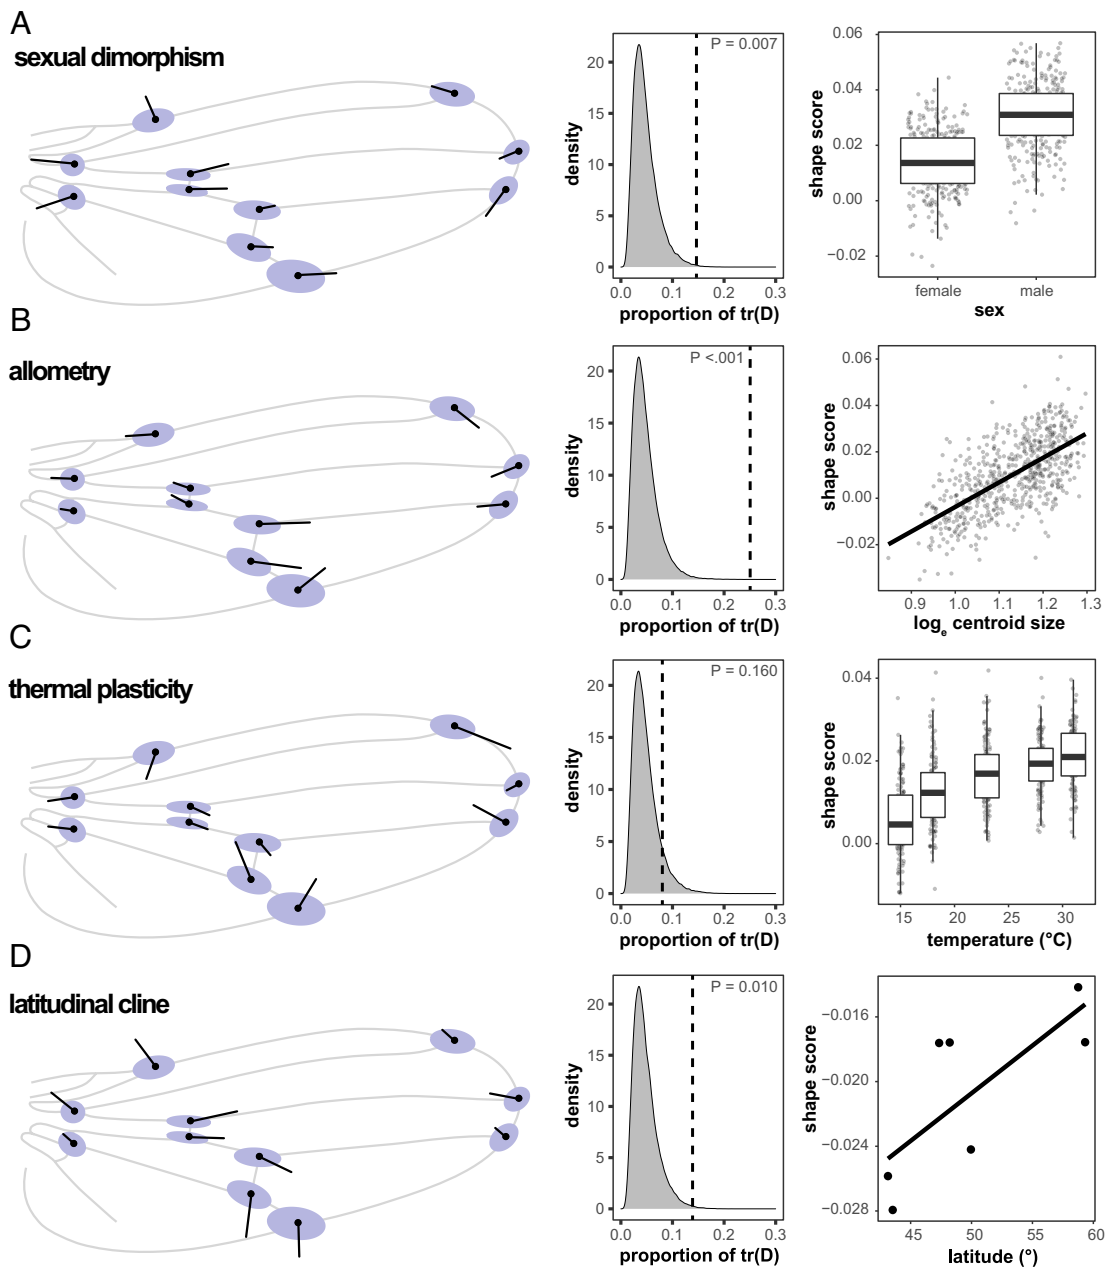 A
sexual dimorphism
P = 0.007
density
20
15
10
5
0
0.0 0.1 0.2 0.3
proportion of tr(D)
shape score
0.06
0.04
0.02
0.00
−0.02
female male
sex
B
allometry
P <.001
density
20
15
10
5
0
0.0 0.1 0.2 0.3
proportion of tr(D)
shape score
0.06
0.04
0.02
0.00
−0.02
0.9 1.0 1.1 1.2 1.3
loge centroid size
C
thermal plasticity
P = 0.160
density
20
15
10
5
0
0.0 0.1 0.2 0.3
proportion of tr(D)
shape score
0.04
0.02
0.00
15 20 25 30
temperature (°C)
D
latitudinal cline
P = 0.010
density
20
15
10
5
0
0.0 0.1 0.2 0.3
proportion of tr(D)
shape score
−0.016
−0.020
−0.024
−0.028
45 50 55 60
latitude (°)